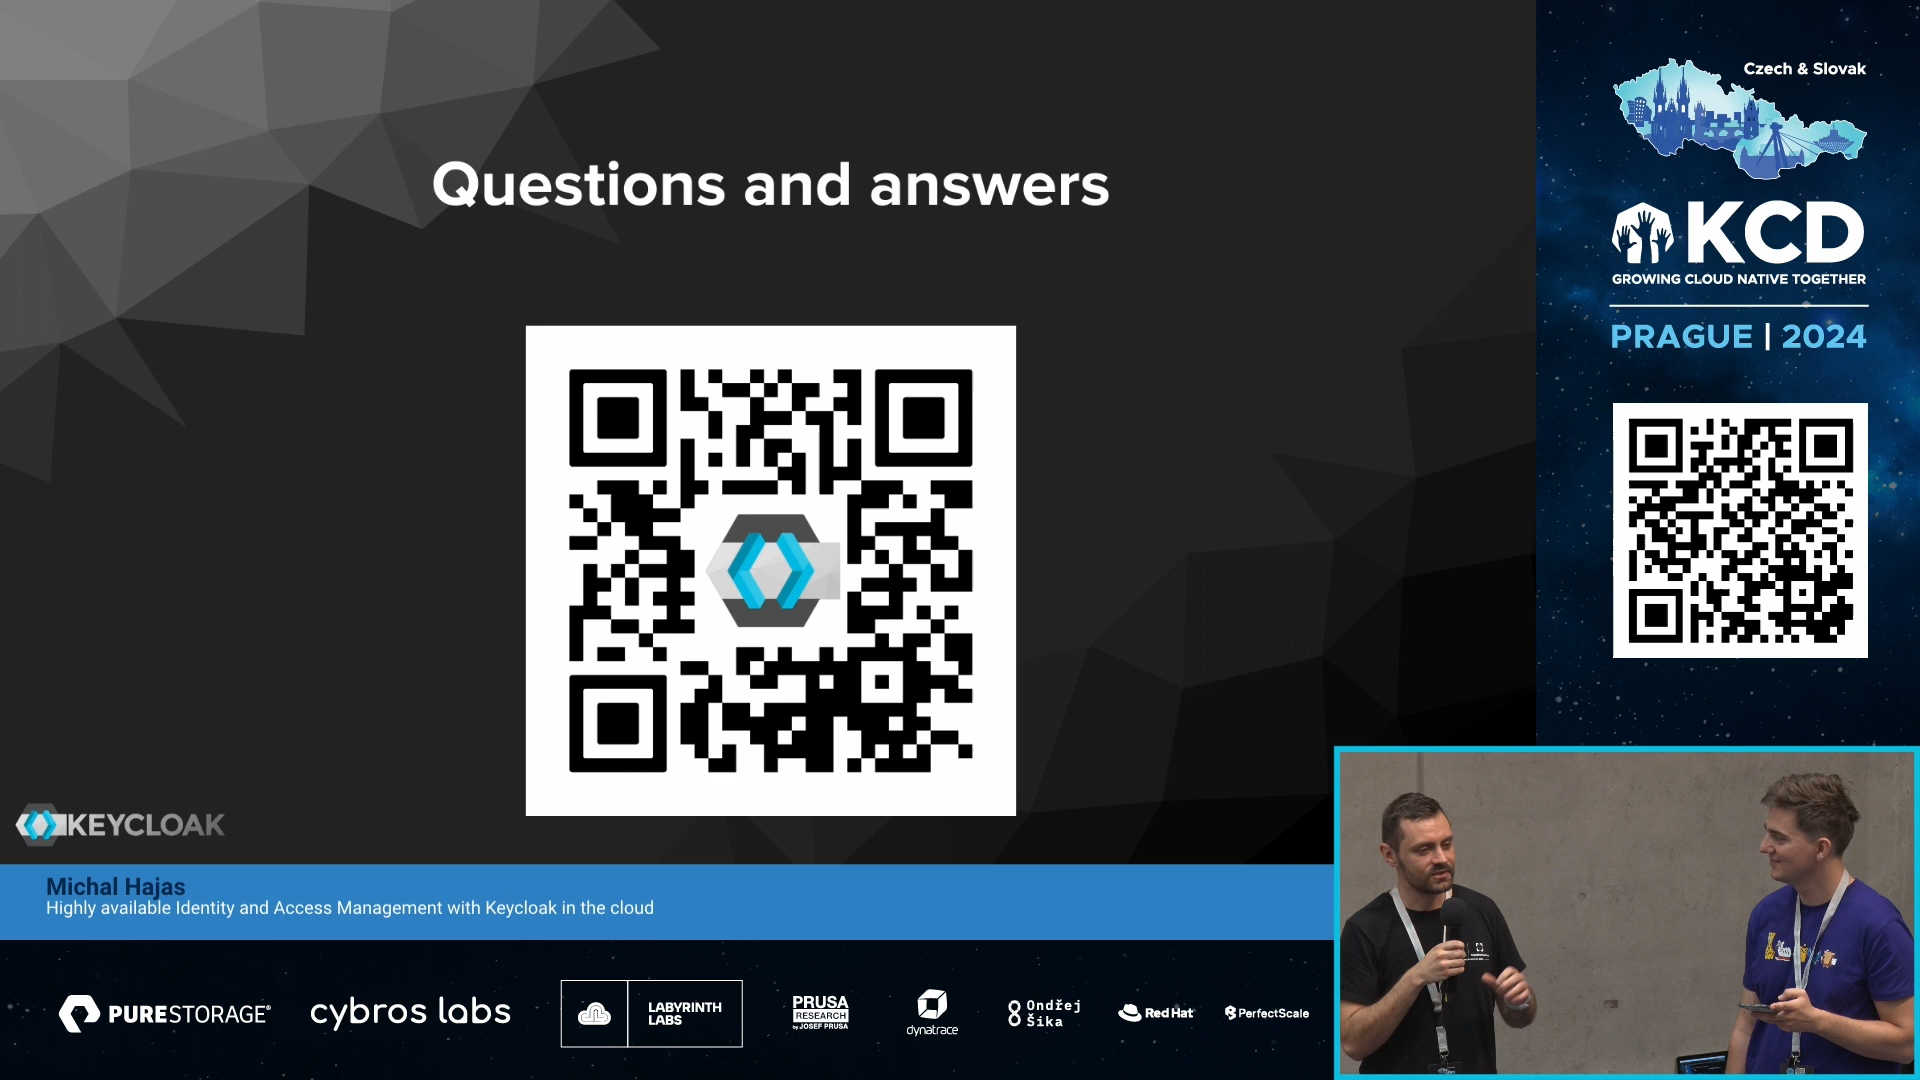 Questions and answers
KEYCLOAK
Michal Hajas
Highly available Identity and Access Management with Keycloak in the cloud
PURESTORAGE®
cybros labs
LABYRINTH
LABS
PRUSA
RESEARCH
by JOSEF PRUSA
dynatrace
Ondřej
Šika
Red Hat
PerfectScale
Czech & Slovak
KCD
GROWING CLOUD NATIVE TOGETHER
PRAGUE | 2024